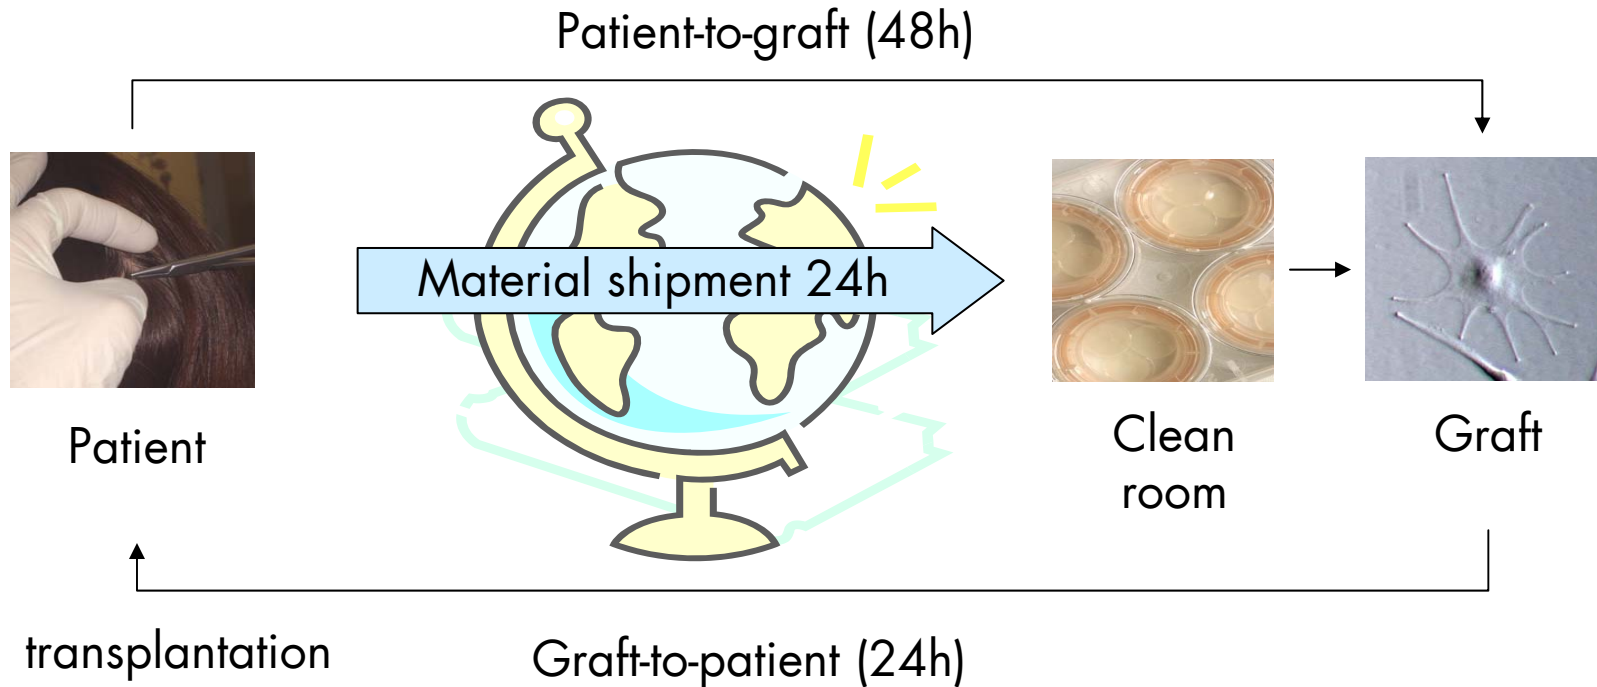 Patient-to-graft (48h)
Material shipment 24h
Patient
Clean
room
Graft
transplantation
Graft-to-patient (24h)